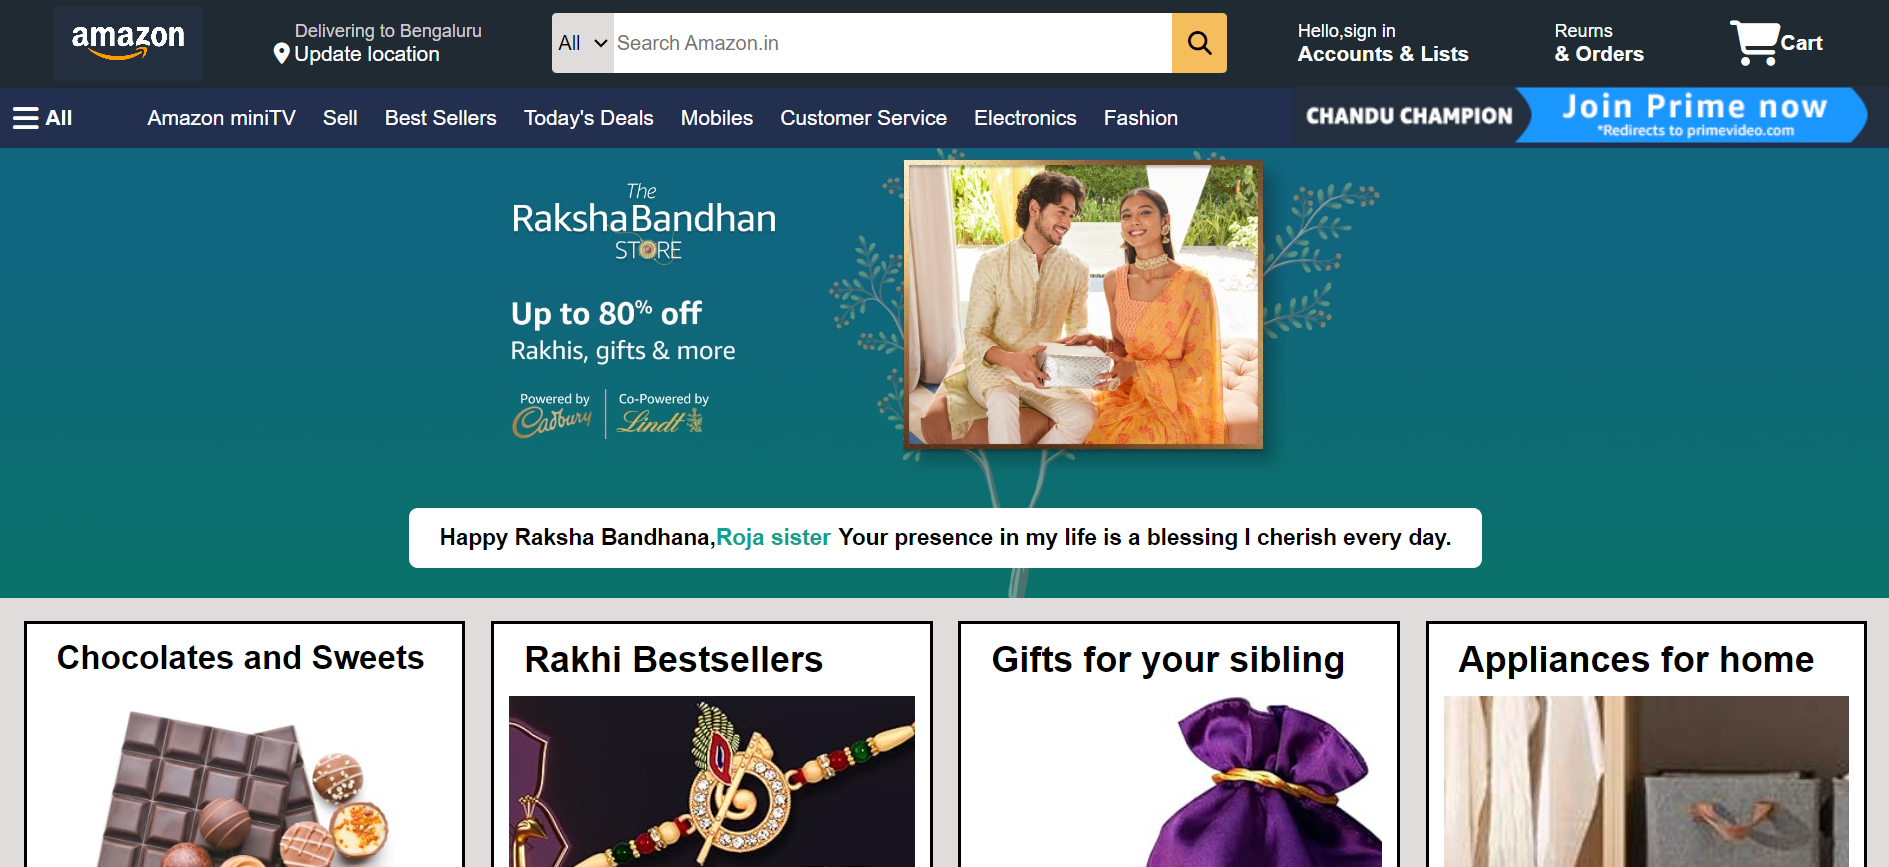 amazon
Delivering to Bengaluru
Update location
All
Search Amazon.in
Hello,sign in
Accounts & Lists
Reurns
& Orders
Cart
All
Amazon miniTV
Sell
Best Sellers
Today's Deals
Mobiles
Customer Service
Electronics
Fashion
CHANDU CHAMPION
Join Prime now
*Redirects to primevideo.com
The
Raksha Bandhan
STORE
Up to 80% off
Rakhis, gifts & more
Powered by
Cadbury
Co-Powered by
Lindt
Happy Raksha Bandhana,Roja sister Your presence in my life is a blessing I cherish every day.
Chocolates and Sweets
Rakhi Bestsellers
Gifts for your sibling
Appliances for home